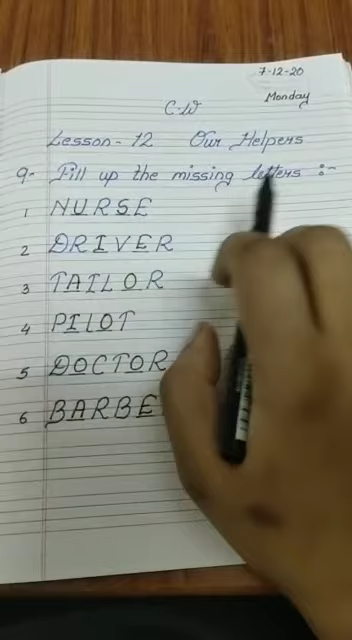 7-12-20
C.W Monday
Lesson-12 Our Helpers
Q- Fill up the missing letters :-
1 NURSE
2 DRIVER
3 TAILOR
4 PILOT
5 DOCTOR
6 BARBE